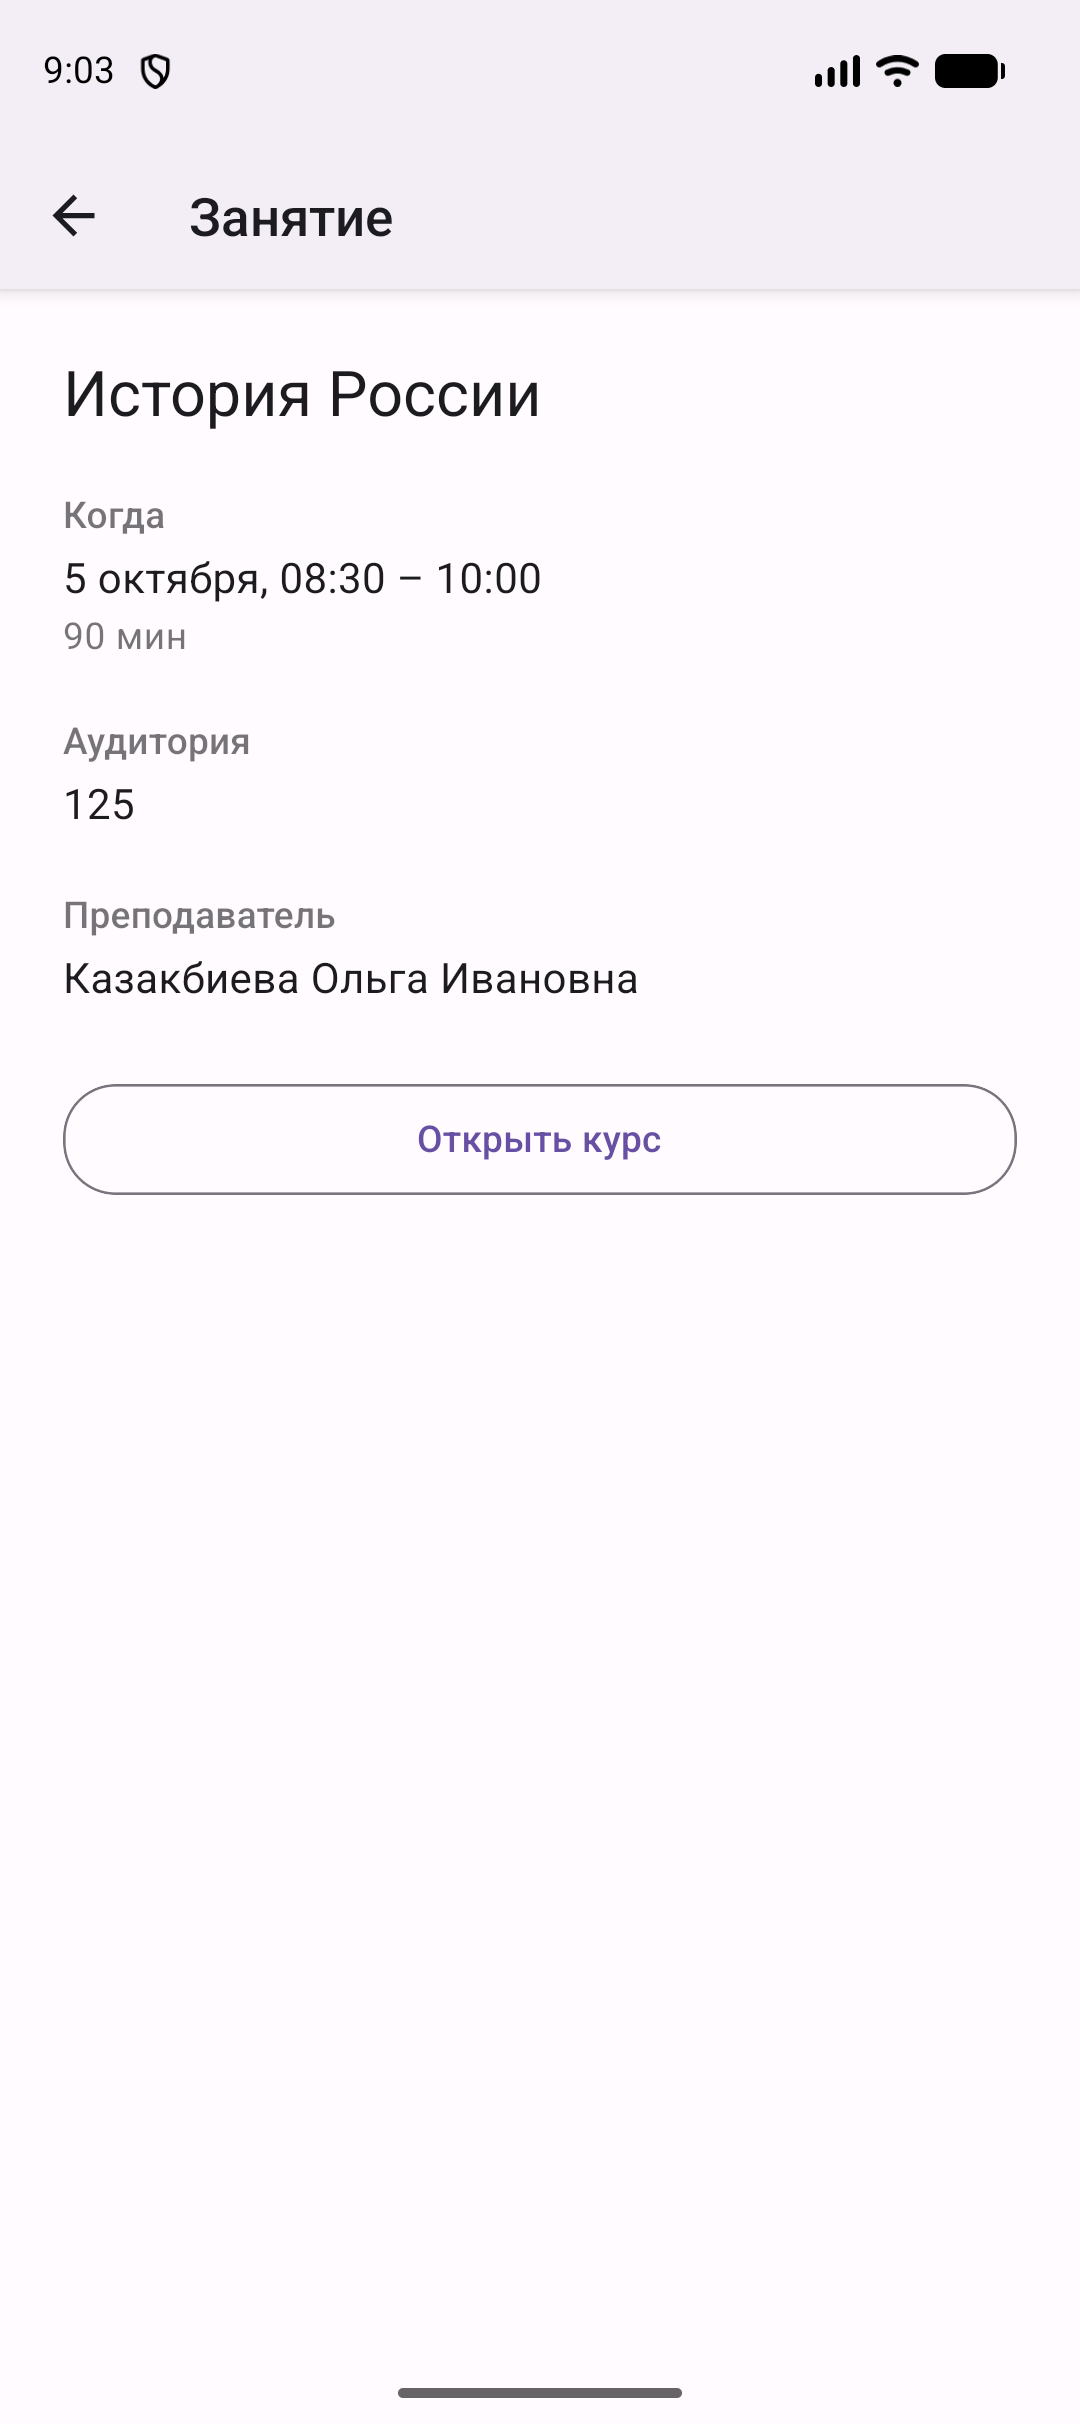 9:03
Занятие
История России
Когда
5 октября, 08:30 – 10:00
90 мин
Аудитория
125
Преподаватель
Казакбиева Ольга Ивановна
Открыть курс